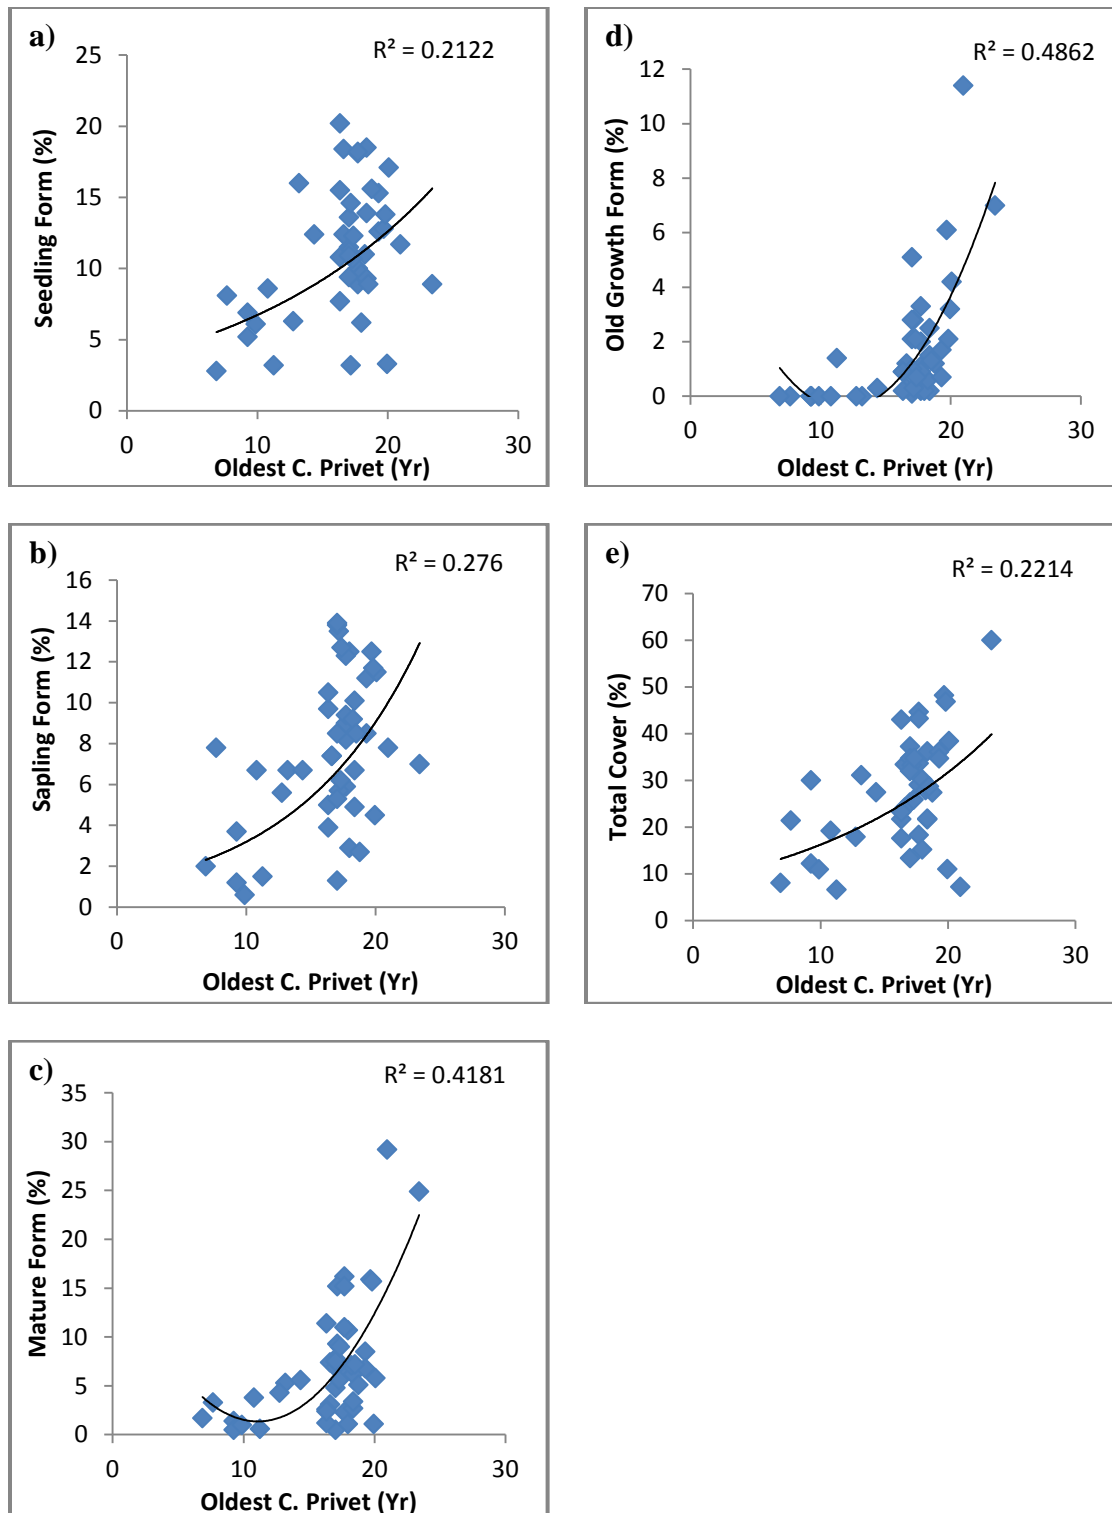 a)
R² = 0.2122
25
20
15
10
5
0
Seedling Form (%)
0 10 20 30
Oldest C. Privet (Yr)
b)
R² = 0.276
16
14
12
10
8
6
4
2
0
Sapling Form (%)
0 10 20 30
Oldest C. Privet (Yr)
c)
R² = 0.4181
35
30
25
20
15
10
5
0
Mature Form (%)
0 10 20 30
Oldest C. Privet (Yr)
d)
R² = 0.4862
12
10
8
6
4
2
0
Old Growth Form (%)
0 10 20 30
Oldest C. Privet (Yr)
e)
R² = 0.2214
70
60
50
40
30
20
10
0
Total Cover (%)
0 10 20 30
Oldest C. Privet (Yr)